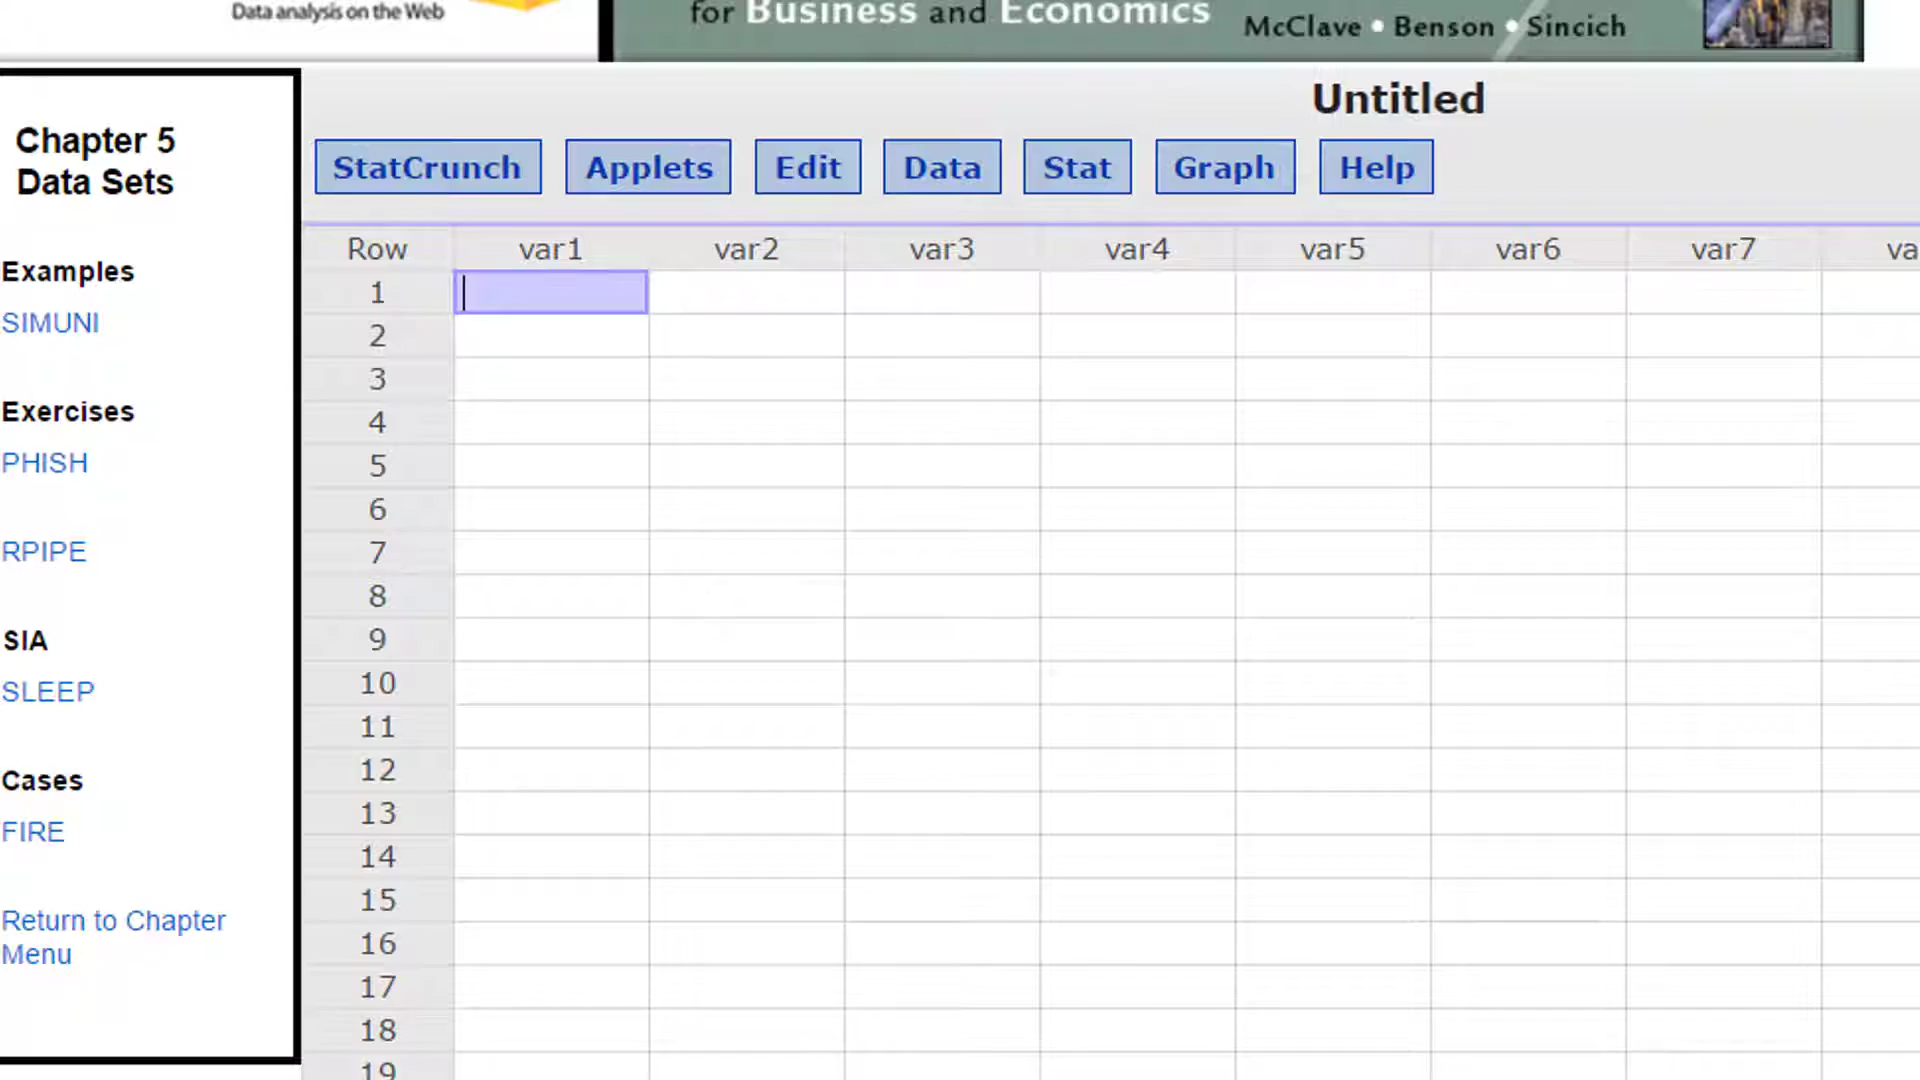 Data analysis on the Web
for Business and Economics
McClave • Benson • Sincich
Chapter 5
Data Sets
Examples
SIMUNI
Exercises
PHISH
RPIPE
SIA
SLEEP
Cases
FIRE
Return to Chapter
Menu
Untitled
StatCrunch Applets Edit Data Stat Graph Help
Row var1 var2 var3 var4 var5 var6 var7 va
1
2
3
4
5
6
7
8
9
10
11
12
13
14
15
16
17
18
19